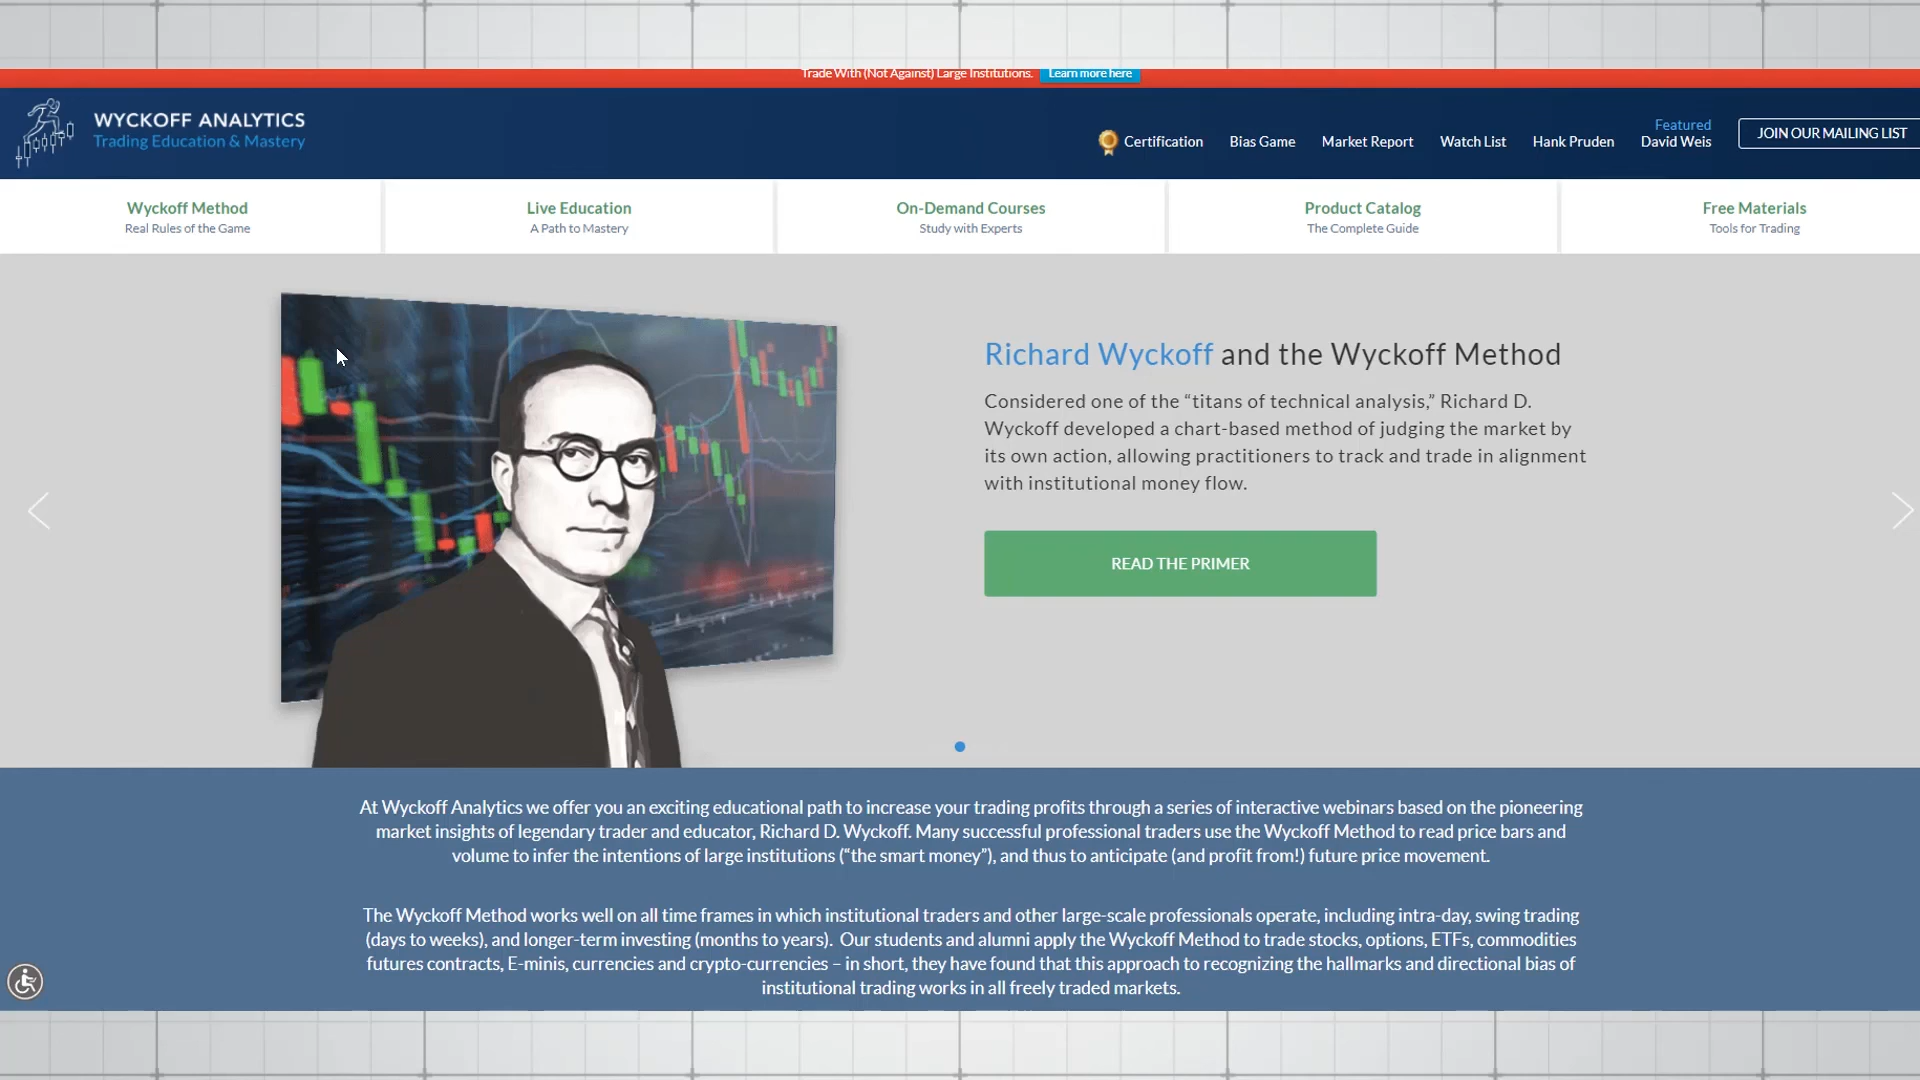 Trade With (Not Against) Large Institutions. Learn more here
WYCKOFF ANALYTICS
Trading Education & Mastery
Certification
Bias Game
Market Report
Watch List
Hank Pruden
Featured
David Weis
JOIN OUR MAILING LIST
Wyckoff Method
Real Rules of the Game
Live Education
A Path to Mastery
On-Demand Courses
Study with Experts
Product Catalog
The Complete Guide
Free Materials
Tools for Trading
Richard Wyckoff and the Wyckoff Method
Considered one of the “titans of technical analysis,” Richard D.
Wyckoff developed a chart-based method of judging the market by
its own action, allowing practitioners to track and trade in alignment
with institutional money flow.
READ THE PRIMER
At Wyckoff Analytics we offer you an exciting educational path to increase your trading profits through a series of interactive webinars based on the pioneering
market insights of legendary trader and educator, Richard D. Wyckoff. Many successful professional traders use the Wyckoff Method to read price bars and
volume to infer the intentions of large institutions (“the smart money”), and thus to anticipate (and profit from!) future price movement.
The Wyckoff Method works well on all time frames in which institutional traders and other large-scale professionals operate, including intra-day, swing trading
(days to weeks), and longer-term investing (months to years).  Our students and alumni apply the Wyckoff Method to trade stocks, options, ETFs, commodities
futures contracts, E-minis, currencies and crypto-currencies – in short, they have found that this approach to recognizing the hallmarks and directional bias of
institutional trading works in all freely traded markets.